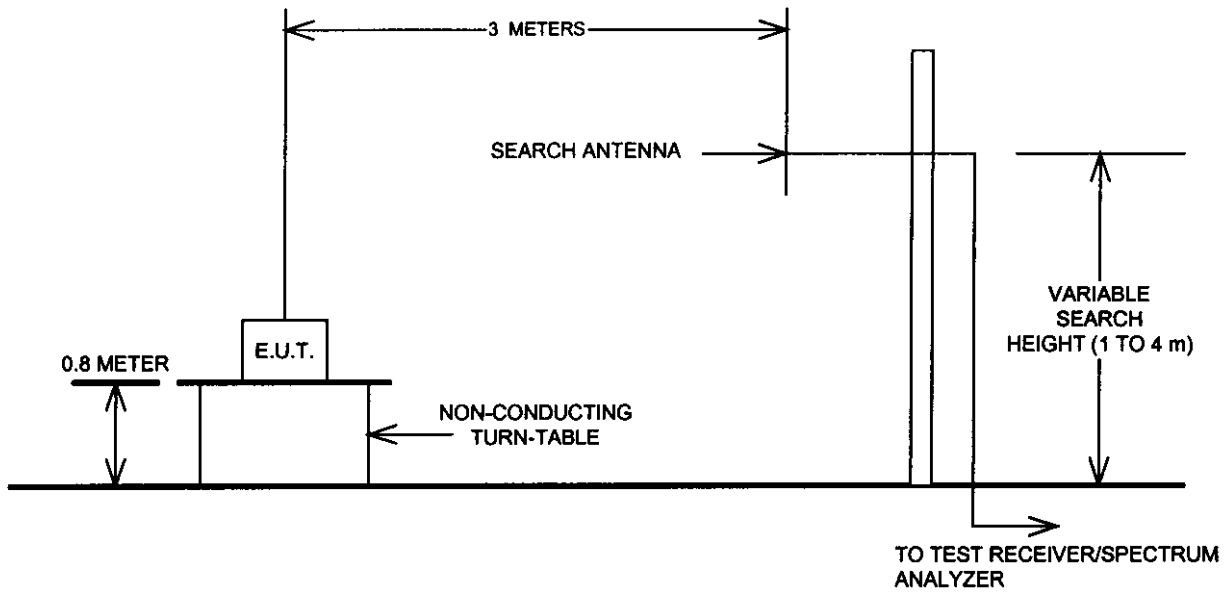 3 METERS
SEARCH ANTENNA
VARIABLE
SEARCH
HEIGHT (1 TO 4 m)
E.U.T.
0.8 METER
NON-CONDUCTING
TURN-TABLE
TO TEST RECEIVER/SPECTRUM
ANALYZER